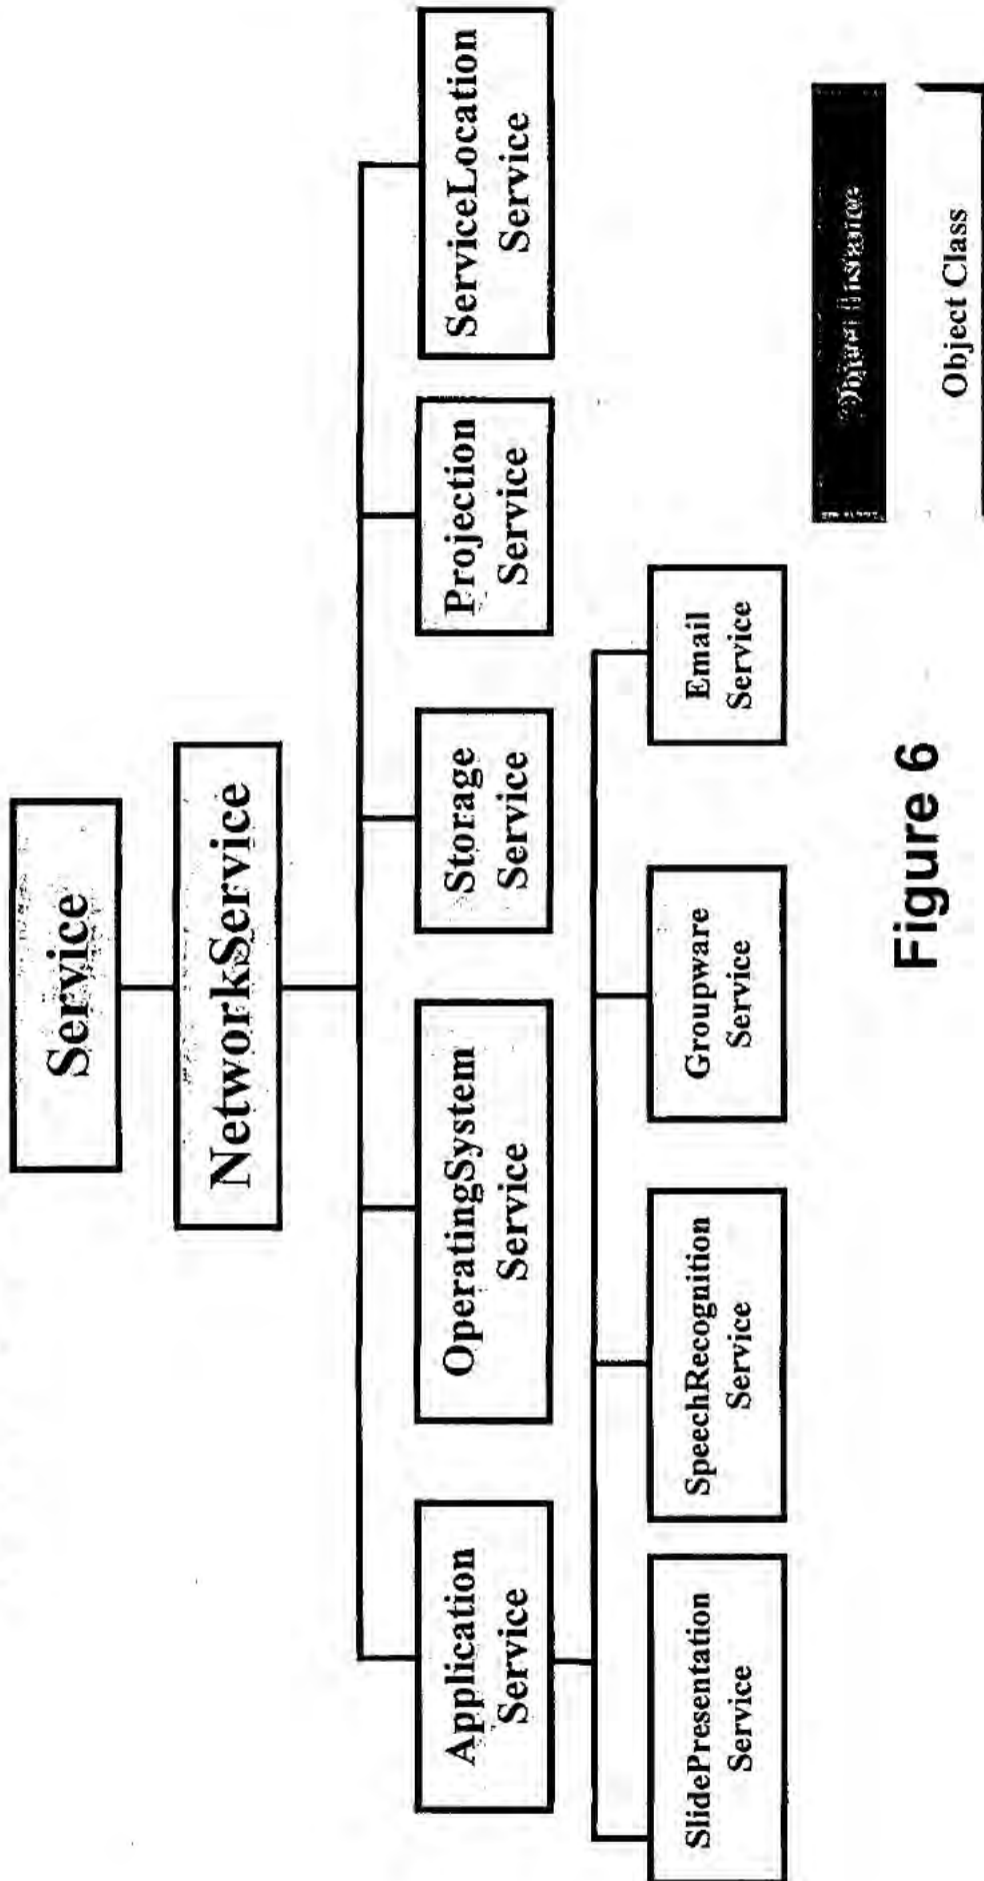 Service
NetworkService
Application
Service
OperatingSystem
Service
Storage
Service
Projection
Service
ServiceLocation
Service
SlidePresentation
Service
SpeechRecognition
Service
Groupware
Service
Email
Service
Object Instance
Object Class
Figure 6